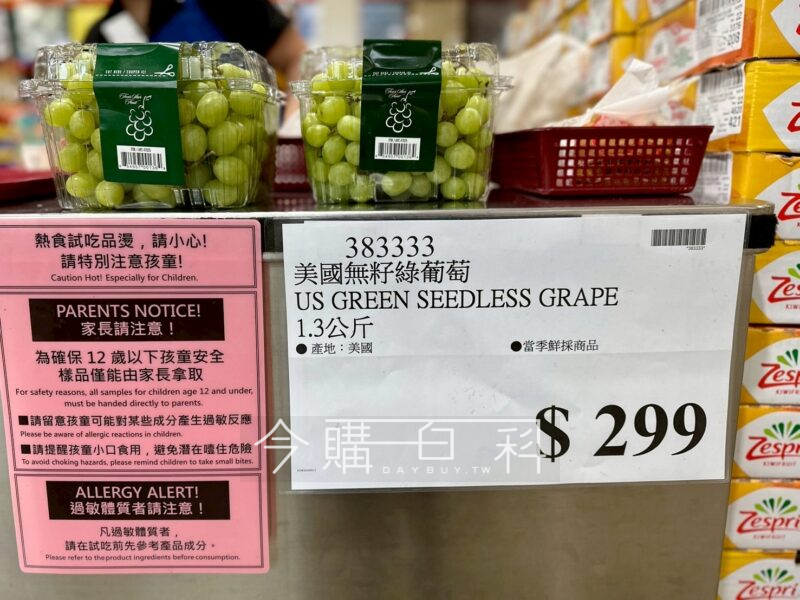 CUT HERE / COUPER ICI
熱食試吃品燙，請小心!
請特別注意孩童!
Caution Hot! Especially for Children.
PARENTS NOTICE!
家長請注意！
為確保 12 歲以下孩童安全
樣品僅能由家長拿取
For safety reasons, all samples for children age 12 and under,
must be handed directly to parents.
■請留意孩童可能對某些成分產生過敏反應
Please be aware of allergic reactions in children.
■請提醒孩童小口食用，避免潛在噎住危險
To avoid choking hazards, please remind children to take small bites.
ALLERGY ALERT!
過敏體質者請注意！
凡過敏體質者，
請在試吃前先參考產品成分。
Please refer to the product ingredients before consumption.
383333
*383333*
美國無籽綠葡萄
US GREEN SEEDLESS GRAPE
1.3公斤
● 產地：美國
●當季鮮採商品
$ 299
今購百科
DAYBUY.TW
Zespri
KIWIFRUIT
Zespri
KIWIFRUIT
Zespri
KIWIFRUIT
Zespri
KIWIFRUIT
Zespri